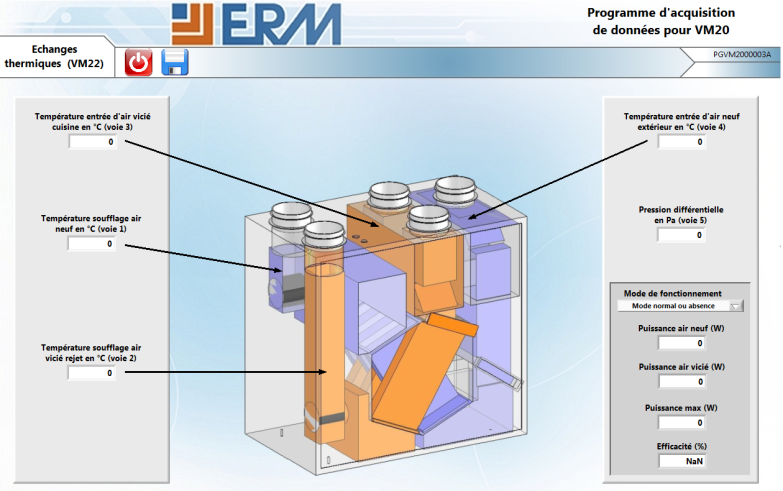 ERM
Programme d'acquisition
de données pour VM20
Echanges
thermiques (VM22)
PGVM2000003A
Température entrée d'air vicié
cuisine en °C (voie 3)
0
Température soufflage air
neuf en °C (voie 1)
0
Température soufflage air
vicié rejet en °C (voie 2)
0
Température entrée d'air neuf
extérieur en °C (voie 4)
0
Pression différentielle
en Pa (voie 5)
0
Mode de fonctionnement
Mode normal ou absence
Puissance air neuf (W)
0
Puissance air vicié (W)
0
Puissance max (W)
0
Efficacité (%)
NaN